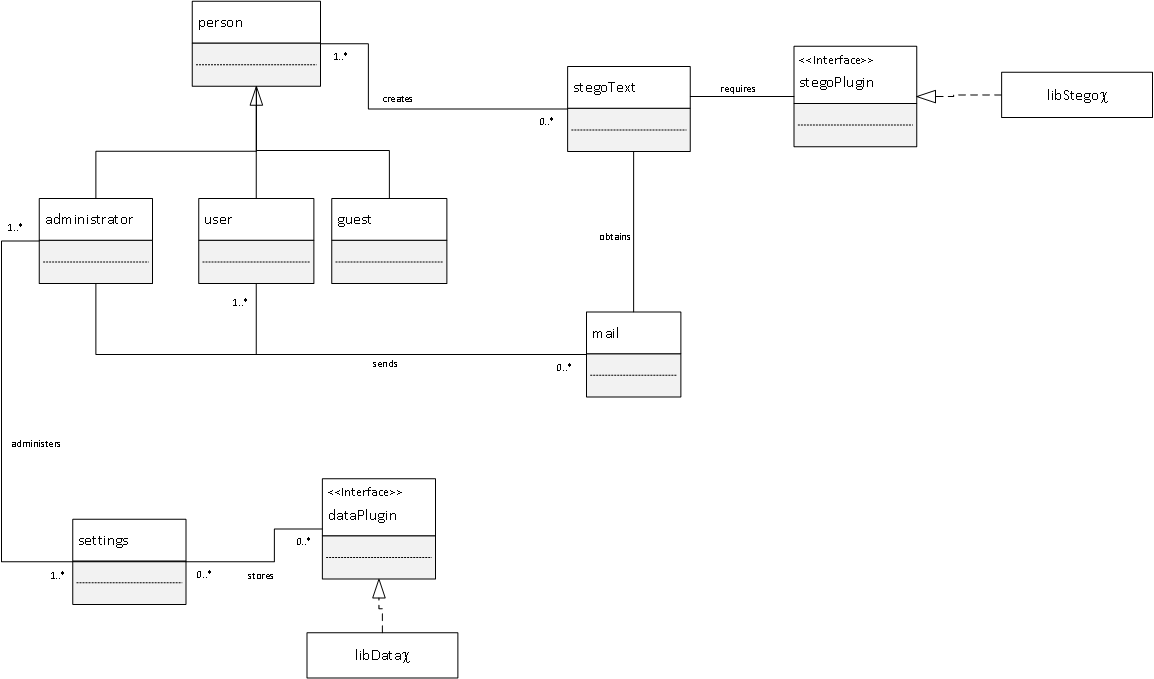 person
1..*
creates
0..*
stegoText
requires
<<Interface>>
stegoPlugin
libStegoχ
1..*
administrator
user
guest
obtains
1..*
sends
0..*
mail
administers
<<Interface>>
dataPlugin
settings
1..*
0..*
stores
0..*
libDataχ